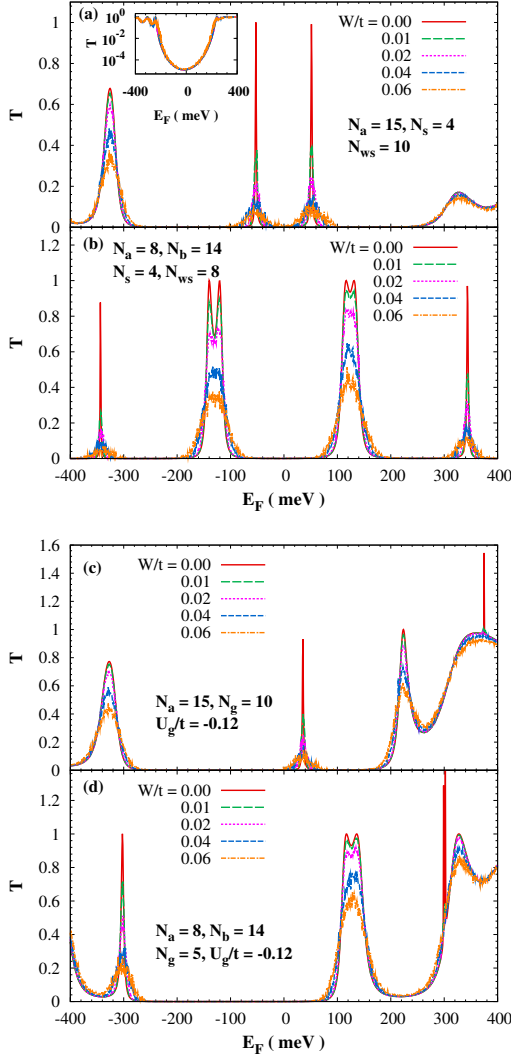 (a)
T
10^0
10^-2
10^-4
-400 0 400
E_F ( meV )
W/t = 0.00
0.01
0.02
0.04
0.06
N_a = 15, N_s = 4
N_ws = 10
T
1
0.8
0.6
0.4
0.2
0
(b)
N_a = 8, N_b = 14
N_s = 4, N_ws = 8
W/t = 0.00
0.01
0.02
0.04
0.06
T
1
0.8
0.6
0.4
0.2
0
-400 -300 -200 -100 0 100 200 300 400
E_F ( meV )
(c)
W/t = 0.00
0.01
0.02
0.04
0.06
N_a = 15, N_g = 10
U_g/t = -0.12
T
1.6
1.4
1.2
1
0.8
0.6
0.4
0.2
0
(d)
W/t = 0.00
0.01
0.02
0.04
0.06
N_a = 8, N_b = 14
N_g = 5, U_g/t = -0.12
T
1.2
1
0.8
0.6
0.4
0.2
0
-400 -300 -200 -100 0 100 200 300 400
E_F ( meV )